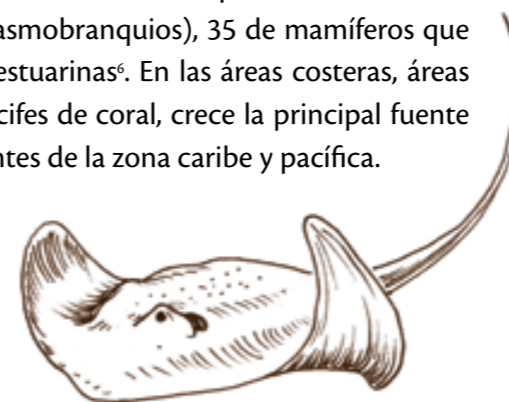 asmobranquios), 35 de mamíferos que
estuarinas⁶. En las áreas costeras, áreas
cifes de coral, crece la principal fuente
ntes de la zona caribe y pacífica.